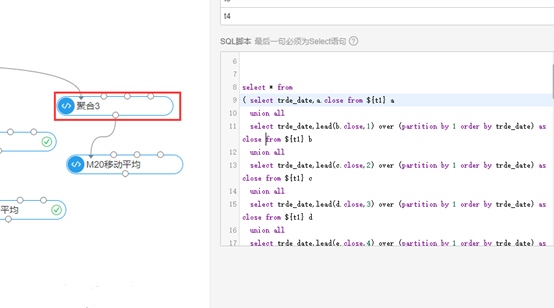 t4
SQL脚本 最后一句必须为Select语句 ?
6
7
8 select * from
9 ( select trde_date,a.close from ${t1} a
10 union all
11 select trde_date,lead(b.close,1) over (partition by 1 order by trde_date) as
close from ${t1} b
12 union all
13 select trde_date,lead(c.close,2) over (partition by 1 order by trde_date) as
close from ${t1} c
14 union all
15 select trde_date,lead(d.close,3) over (partition by 1 order by trde_date) as
close from ${t1} d
16 union all
17 select trde_date,lead(e.close,4) over (partition by 1 order by trde_date) as
聚合3
M20移动平均
平均